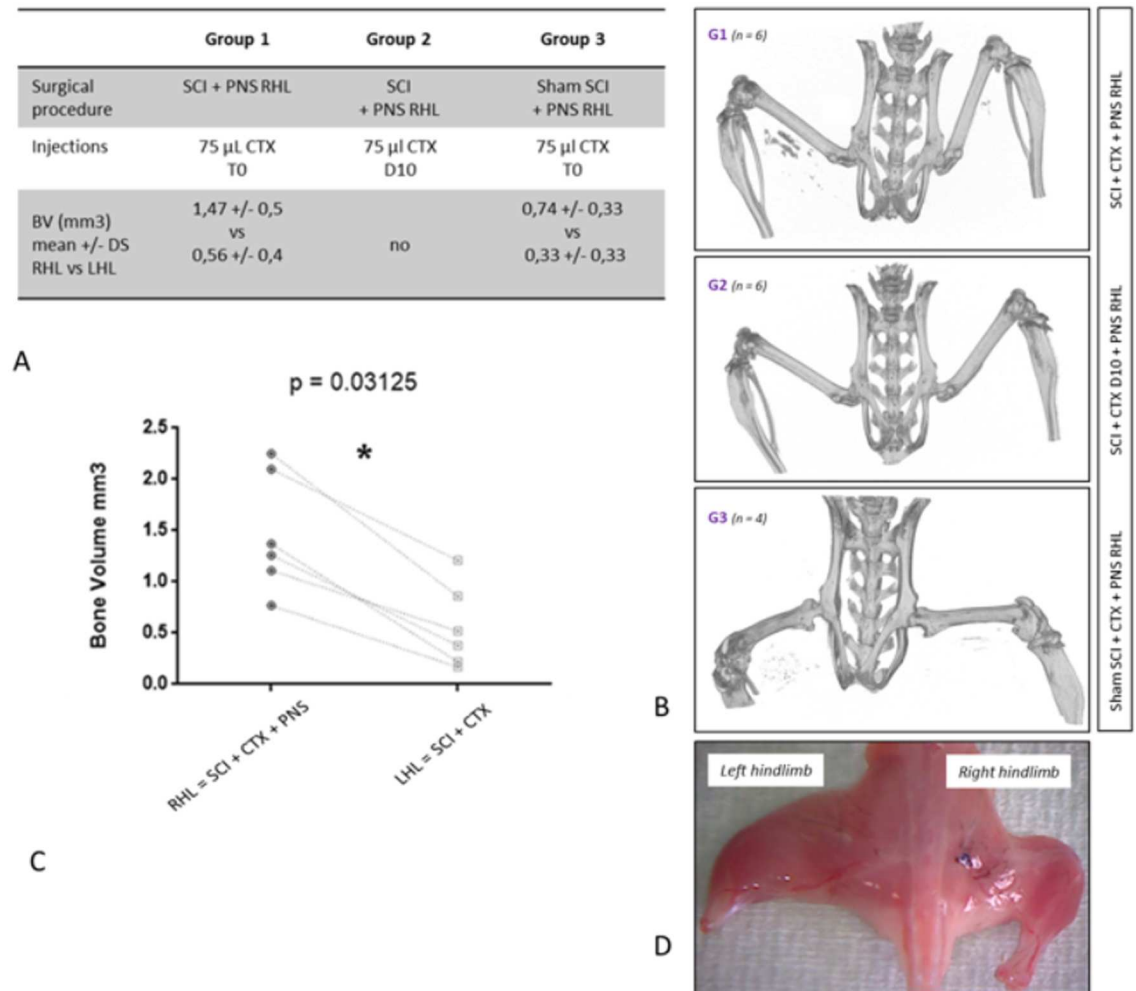 Group 1 Group 2 Group 3
Surgical procedure SCI + PNS RHL SCI + PNS RHL Sham SCI + PNS RHL
Injections 75 µL CTX T0 75 µl CTX D10 75 µl CTX T0
BV (mm3) mean +/- DS RHL vs LHL 1,47 +/- 0,5 vs 0,56 +/- 0,4 no 0,74 +/- 0,33 vs 0,33 +/- 0,33
A
p = 0.03125
*
Bone Volume mm3
2.5
2.0
1.5
1.0
0.5
0.0
RHL = SCI + CTX + PNS
LHL = SCI + CTX
C
G1 (n = 6)
SCI + CTX + PNS RHL
G2 (n = 6)
SCI + CTX D10 + PNS RHL
G3 (n = 4)
Sham SCI + CTX + PNS RHL
B
Left hindlimb
Right hindlimb
D